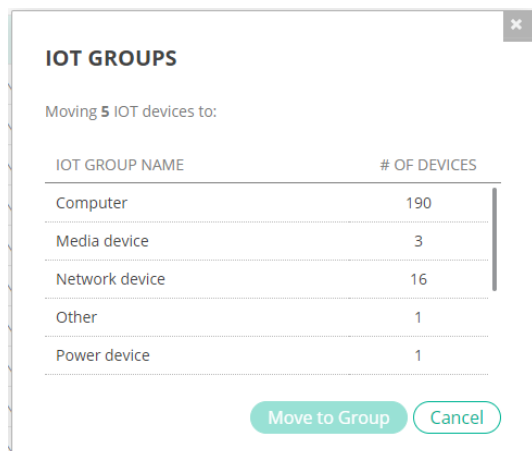 ×
IOT GROUPS
Moving 5 IOT devices to:
IOT GROUP NAME # OF DEVICES
Computer 190
Media device 3
Network device 16
Other 1
Power device 1
Move to Group Cancel